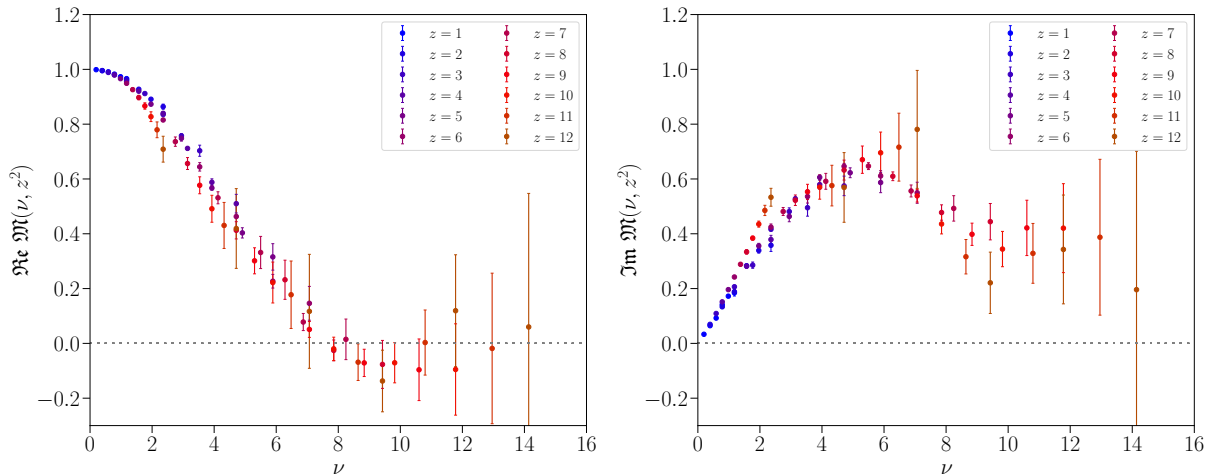 1.2
1.0
0.8
0.6
0.4
0.2
0.0
−0.2
0 2 4 6 8 10 12 14 16
ν
ℜe 𝔐(ν, z²)
z = 1
z = 2
z = 3
z = 4
z = 5
z = 6
z = 7
z = 8
z = 9
z = 10
z = 11
z = 12
1.2
1.0
0.8
0.6
0.4
0.2
0.0
−0.2
0 2 4 6 8 10 12 14 16
ν
ℑm 𝔐(ν, z²)
z = 1
z = 2
z = 3
z = 4
z = 5
z = 6
z = 7
z = 8
z = 9
z = 10
z = 11
z = 12